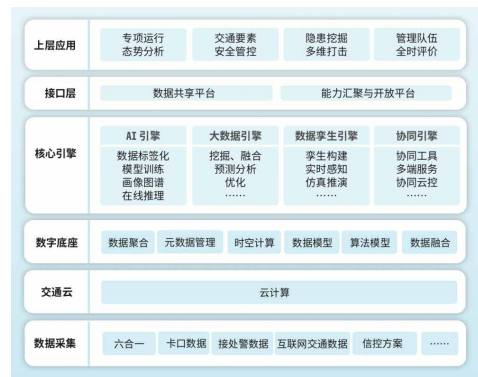 上层应用
专项运行
态势分析
交通要素
安全管控
隐患挖掘
多维打击
管理队伍
全时评价
接口层
数据共享平台
能力汇聚与开放平台
核心引擎
AI 引擎
数据标签化
模型训练
画像图谱
在线推理
大数据引擎
挖掘、融合
预测分析
优化
……
数据孪生引擎
孪生构建
实时感知
仿真推演
……
协同引擎
协同工具
多端服务
协同云控
……
数字底座
数据聚合
元数据管理
时空计算
数据模型
算法模型
数据融合
交通云
云计算
数据采集
六合一
卡口数据
接处警数据
互联网交通数据
信控方案
……